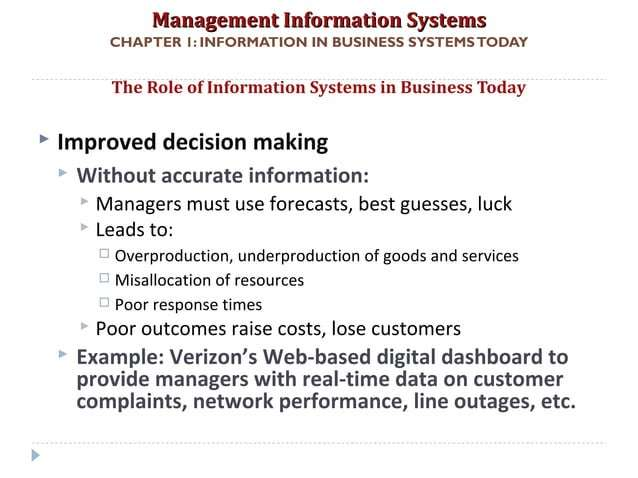 Management Information Systems
CHAPTER 1: INFORMATION IN BUSINESS SYSTEMS TODAY
The Role of Information Systems in Business Today
Improved decision making
Without accurate information:
Managers must use forecasts, best guesses, luck
Leads to:
Overproduction, underproduction of goods and services
Misallocation of resources
Poor response times
Poor outcomes raise costs, lose customers
Example: Verizon’s Web-based digital dashboard to
provide managers with real-time data on customer
complaints, network performance, line outages, etc.